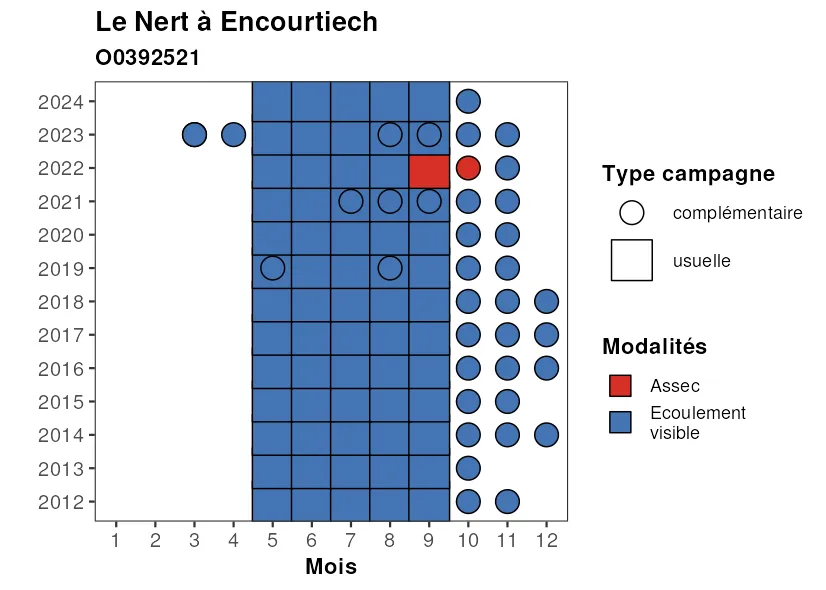 Le Nert à Encourtiech
O0392521
2024
2023
2022
2021
2020
2019
2018
2017
2016
2015
2014
2013
2012
1 2 3 4 5 6 7 8 9 10 11 12
Mois
Type campagne
complémentaire
usuelle
Modalités
Assec
Ecoulement
visible